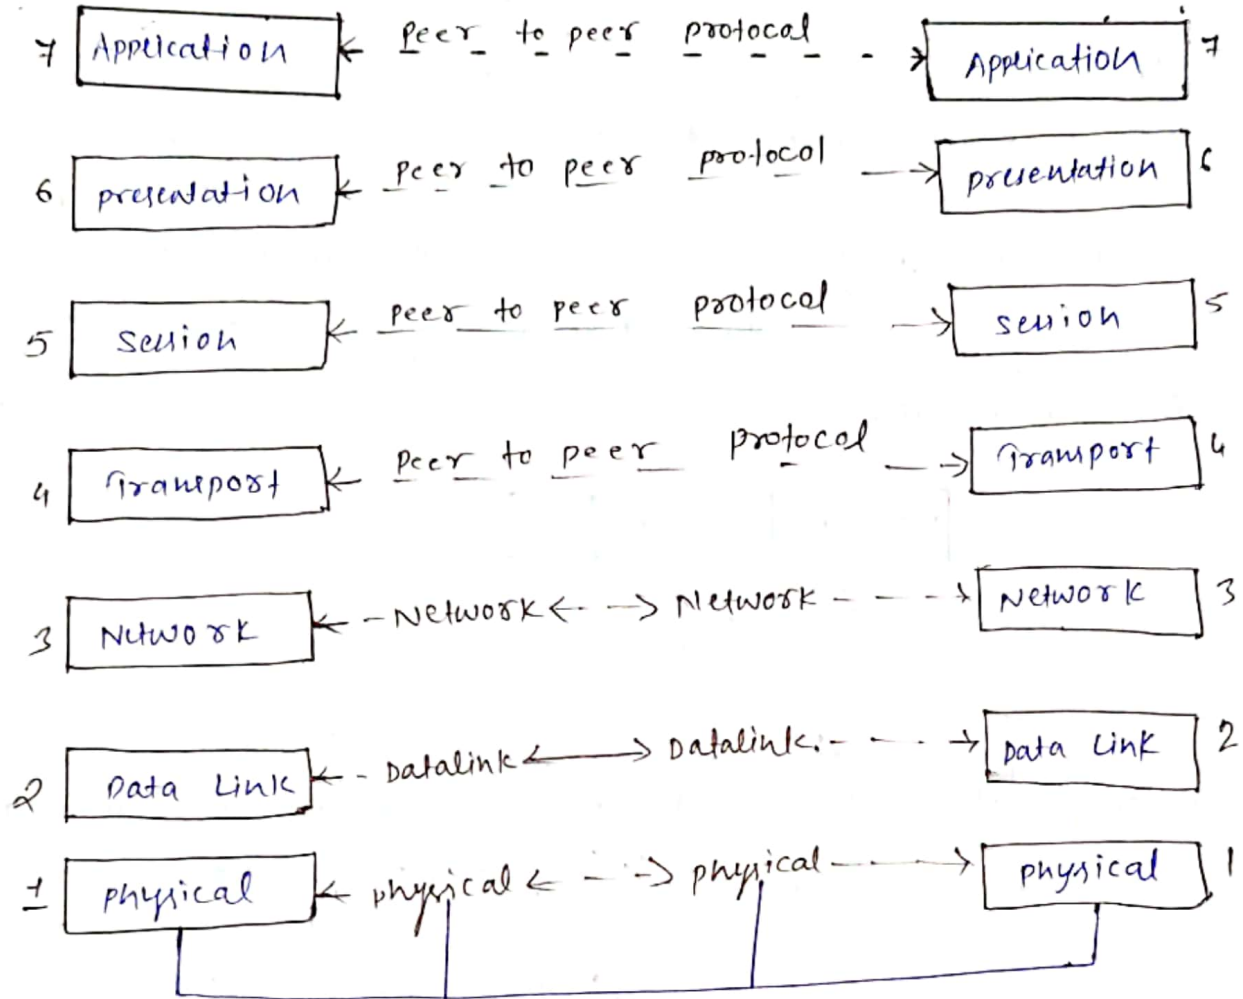 7 Application Peer to peer protocol Application 7
6 presentation Peer to peer protocol presentation 6
5 session peer to peer protocol session 5
4 Transport Peer to peer protocol Transport 4
3 Network Network Network Network 3
2 Data Link Datalink Datalink. Data Link 2
1 physical physical physical physical 1